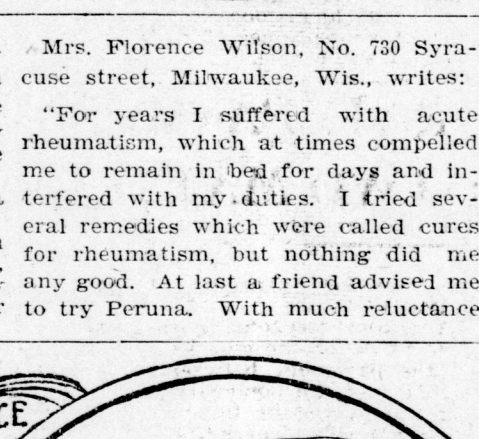 Mrs. Florence Wilson, No. 730 Syra-
cuse street, Milwaukee, Wis., writes:
"For years I suffered with acute
rheumatism, which at times compelled
me to remain in bed for days and in-
terfered with my duties. I tried sev-
eral remedies which were called cures
for rheumatism, but nothing did me
any good. At last a friend advised me
to try Peruna. With much reluctance
CE